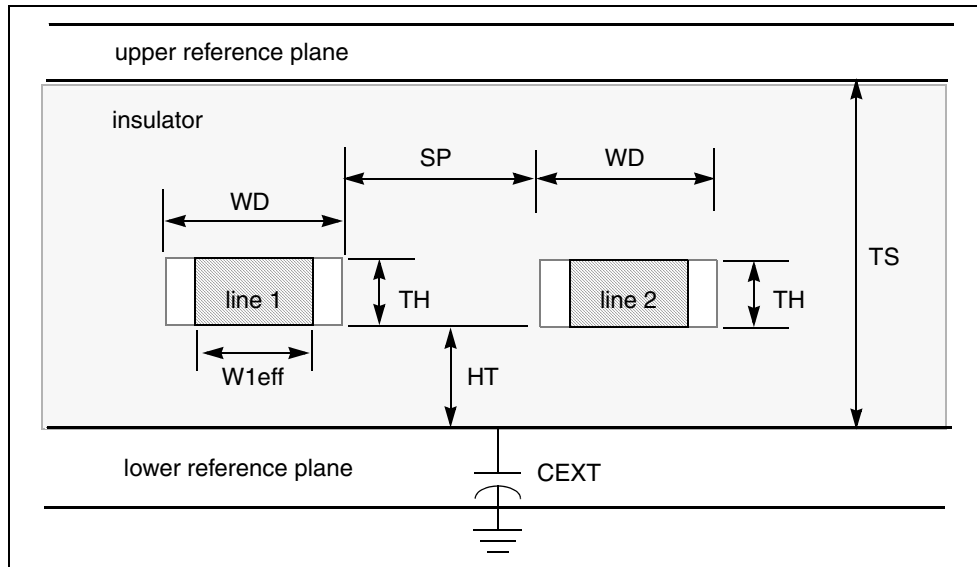 upper reference plane
insulator
SP
WD
WD
TS
line 1
TH
line 2
TH
W1eff
HT
lower reference plane
CEXT